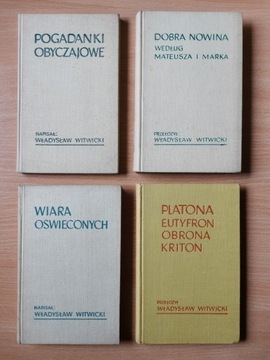 POGADANKI
OBYCZAJOWE
NAPISAŁ:
WŁADYSŁAW WITWICKI
DOBRA NOWINA
WEDŁUG
MATEUSZA I MARKA
PRZEŁOŻYŁ
WŁADYSŁAW WITWICKI
WIARA
OŚWIECONYCH
NAPISAŁ:
WŁADYSŁAW WITWICKI
PLATONA
EUTYFRON
OBRONA
KRITON
PRZEŁOŻYŁ
WŁADYSŁAW WITWICKI